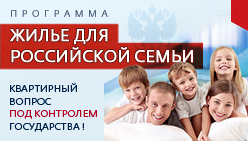 ПРОГРАММА
ЖИЛЬЕ ДЛЯ
РОССИЙСКОЙ СЕМЬИ
КВАРТИРНЫЙ
ВОПРОС
ПОД КОНТРОЛЕМ
ГОСУДАРСТВА!